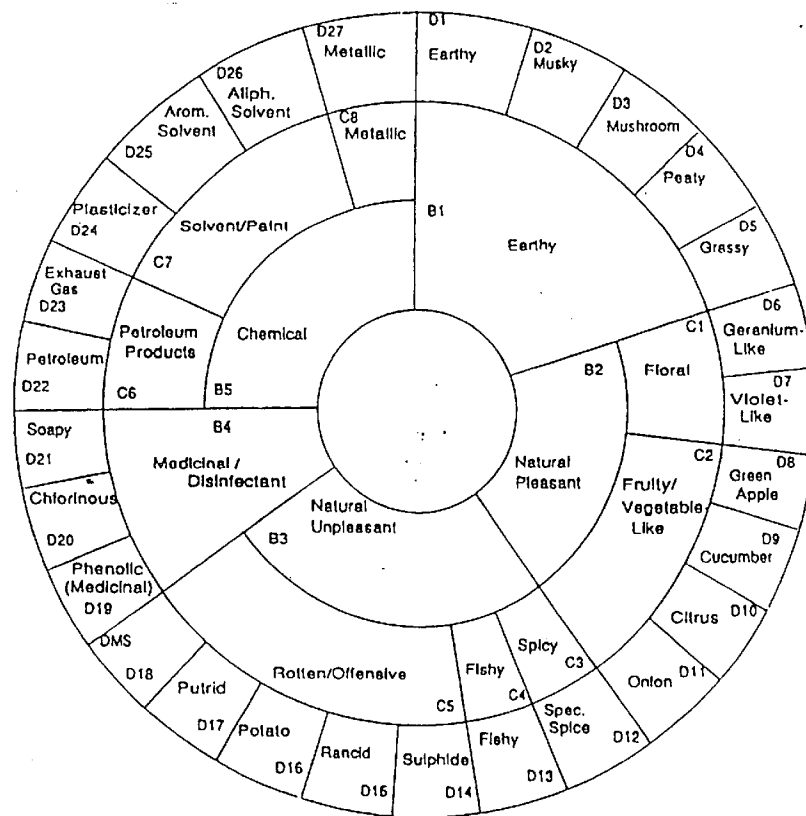 D1
Earthy
D2
Musky
D3
Mushroom
D4
Peaty
D5
Grassy
D6
Geranium-
Like
D7
Violet-
Like
D8
Green
Apple
D9
Cucumber
D10
Citrus
D11
Onion
D12
Spec.
Spice
D13
Fishy
D14
Sulphide
D15
Rancid
D16
Potato
D17
Putrid
D18
DMS
D19
Phenolic
(Medicinal)
D20
Chlorinous
D21
Soapy
D22
Petroleum
D23
Exhaust
Gas
D24
Plasticizer
D25
Arom.
Solvent
D26
Aliph.
Solvent
D27
Metallic
C1
Floral
C2
Fruity/
Vegetable
Like
C3
Spicy
C4
Fishy
C5
Rotten/Offensive
C6
Petroleum
Products
C7
Solvent/Paint
C8
Metallic
B1
Earthy
B2
Natural
Pleasant
B3
Natural
Unpleasant
B4
Medicinal /
Disinfectant
B5
Chemical